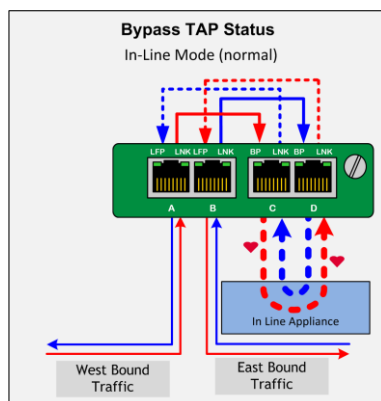 Bypass TAP Status
In-Line Mode (normal)
LFP LNK LFP LNK BP LNK BP LNK
A B C D
In Line Appliance
West Bound Traffic
East Bound Traffic